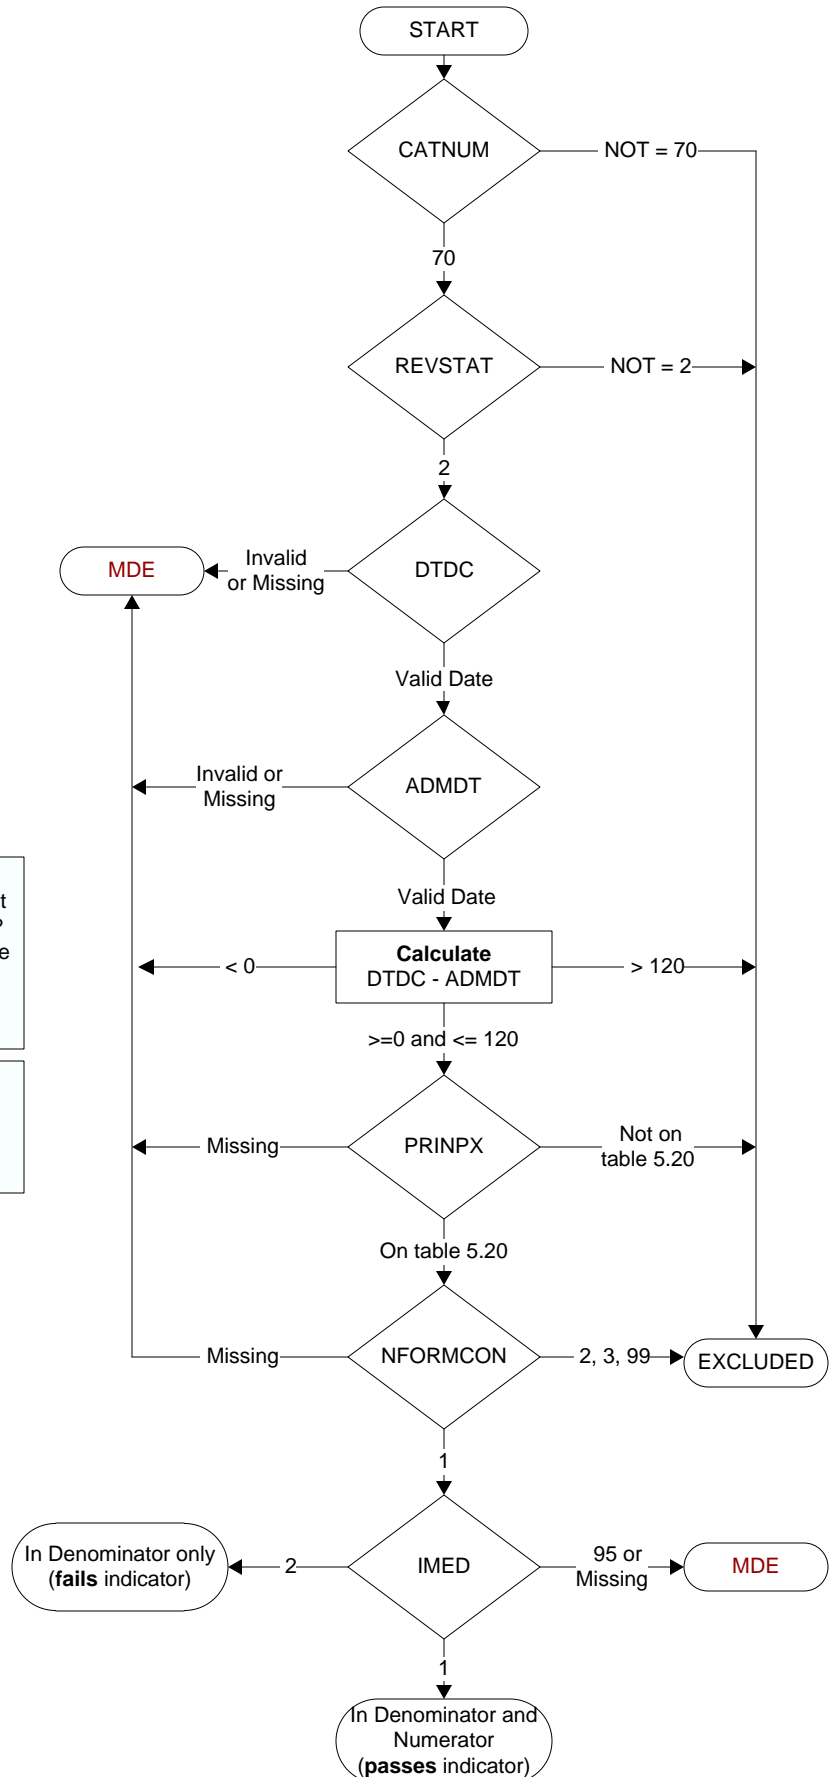 START
CATNUM
NOT = 70
70
REVSTAT
NOT = 2
2
MDE
Invalid
or Missing
DTDC
Valid Date
Invalid or
Missing
ADMDT
Valid Date
t
?
e
< 0
Calculate
DTDC - ADMDT
> 120
>=0 and <= 120
Missing
PRINPX
Not on
table 5.20
On table 5.20
Missing
NFORMCON
2, 3, 99
EXCLUDED
1
In Denominator only
(fails indicator)
2
IMED
95 or
Missing
MDE
1
In Denominator and
Numerator
(passes indicator)